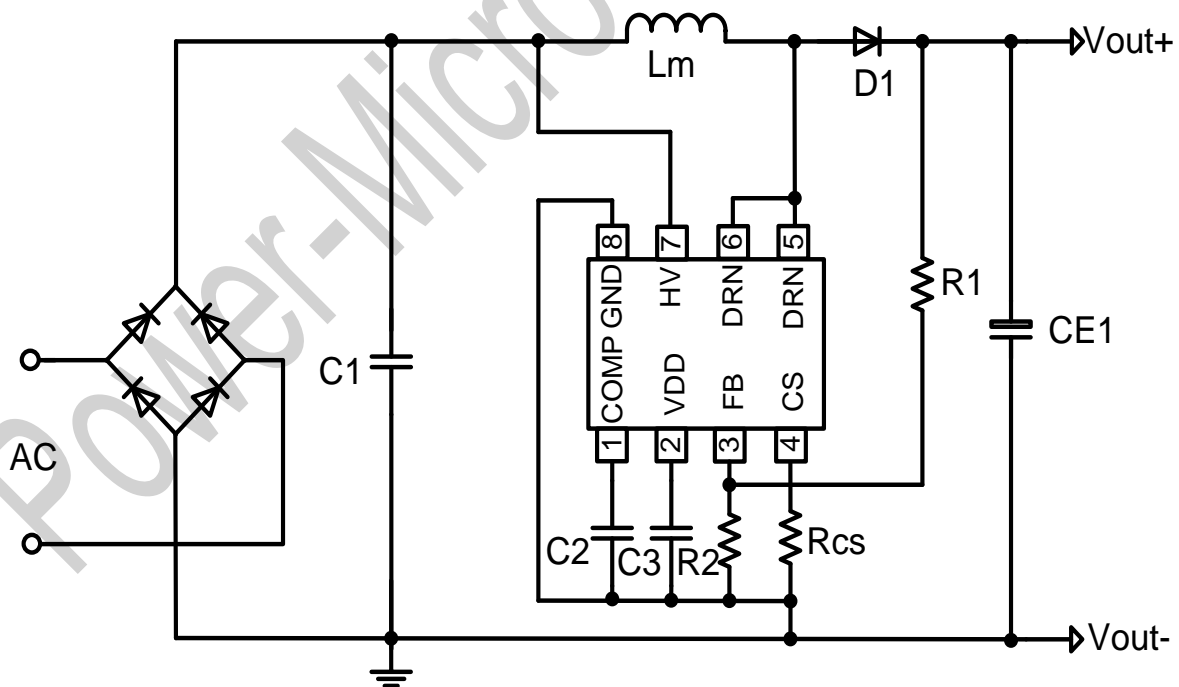 Power-Micro
Lm
D1
Vout+
8 7 6 5
GND HV DRN DRN
COMP VDD FB CS
1 2 3 4
R1
CE1
C1
AC
C2 C3 R2 Rcs
Vout-